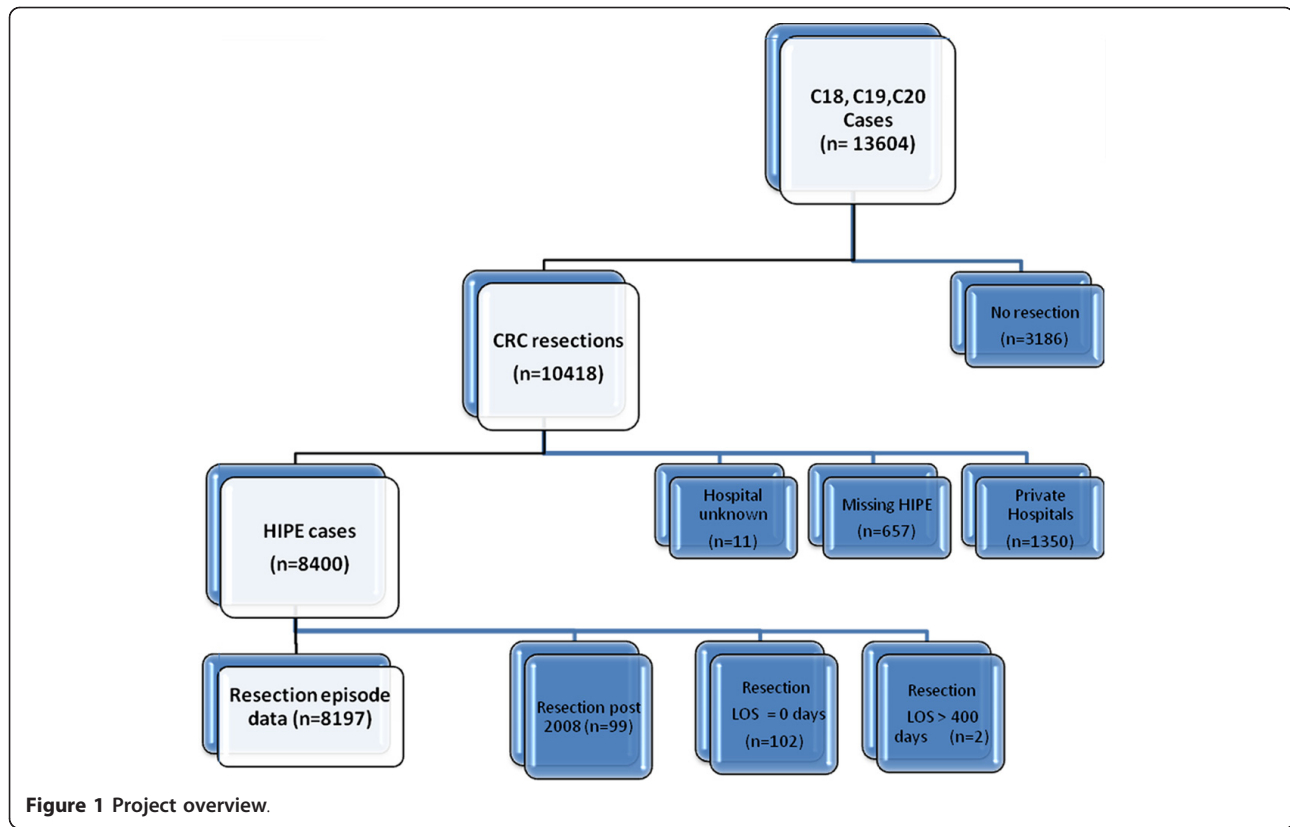 C18, C19,C20
Cases
(n= 13604)
CRC resections
(n=10418)
No resection
(n=3186)
HIPE cases
(n=8400)
Hospital
unknown
(n=11)
Missing HIPE
(n=657)
Private
Hospitals
(n=1350)
Resection episode
data (n=8197)
Resection post
2008 (n=99)
Resection
LOS = 0 days
(n=102)
Resection
LOS > 400
days (n=2)
Figure 1 Project overview.